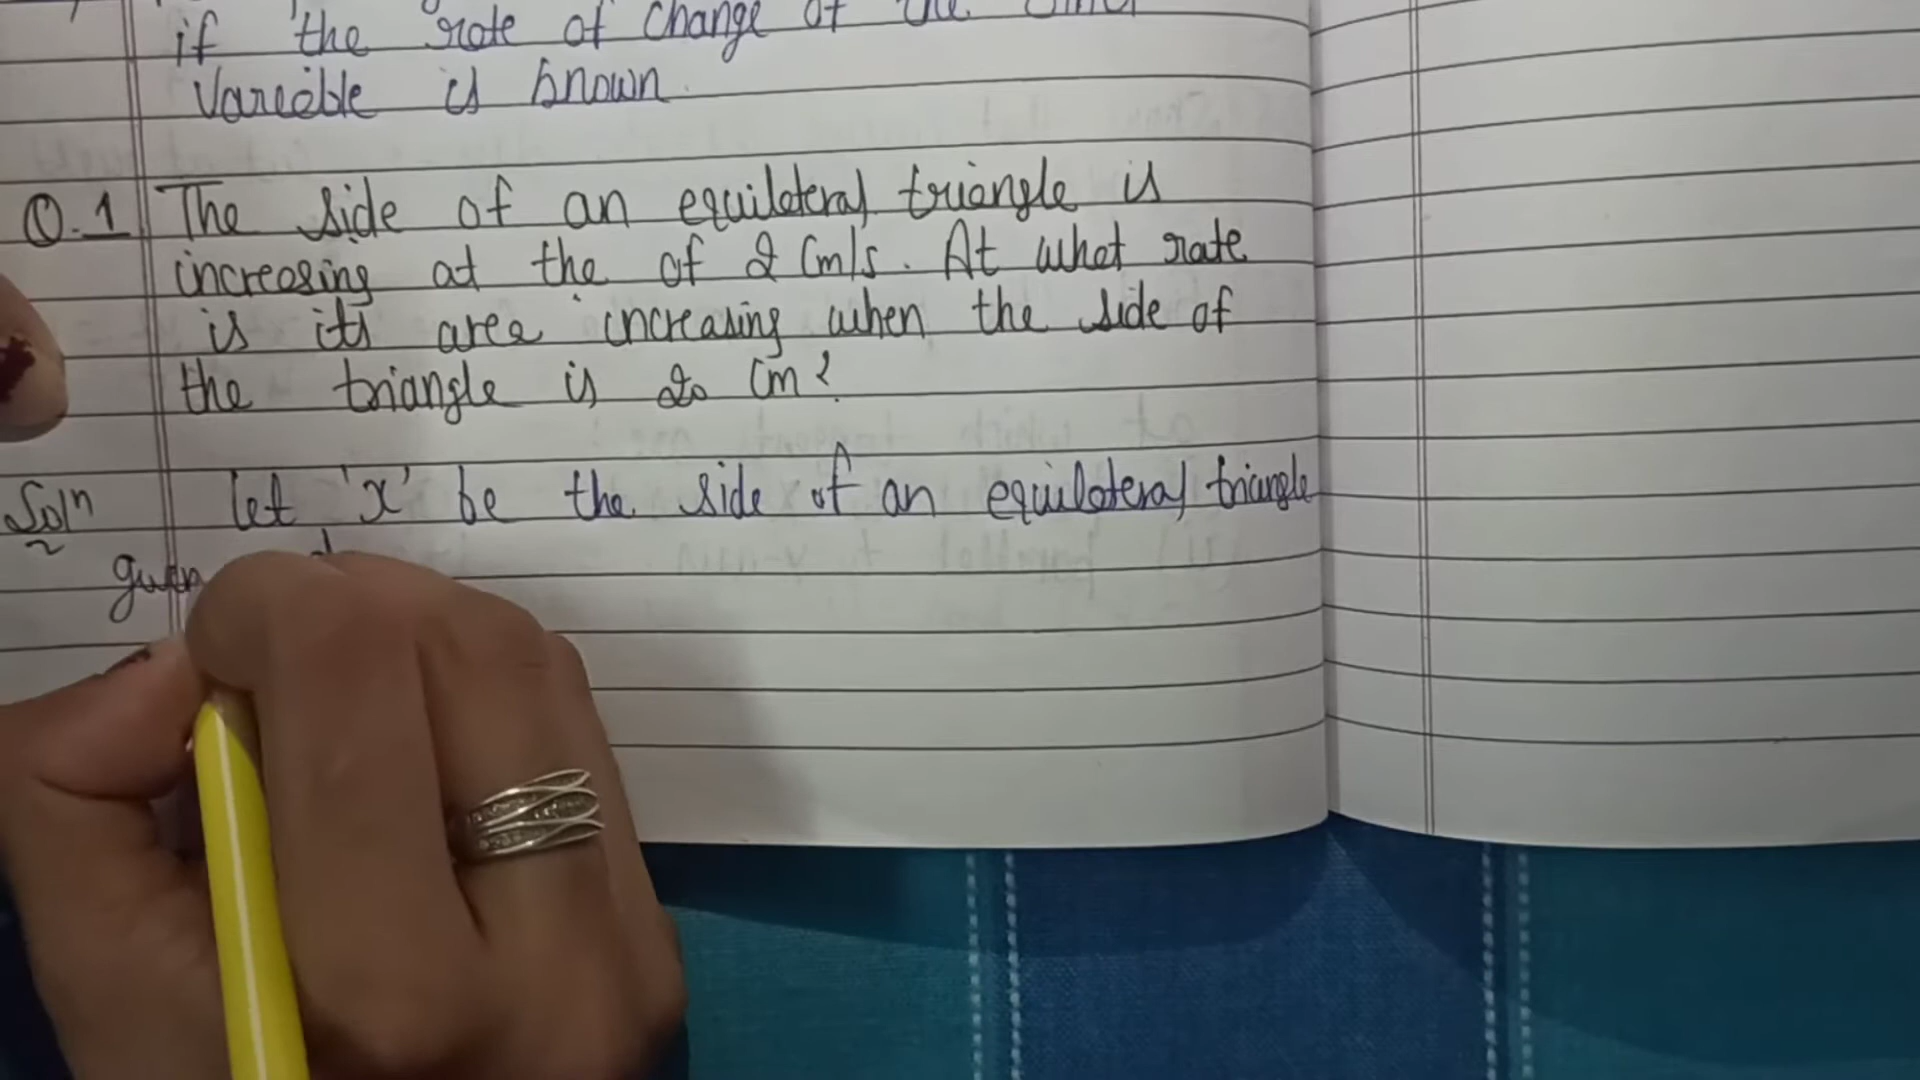 if the rate of change of the
Variable is known.
Q.1 The side of an equilateral triangle is
increasing at the of 2 Cm/s. At what rate
is its area increasing when the side of
the triangle is 20 Cm?
Soln let 'x' be the side of an equilateral triangle
given